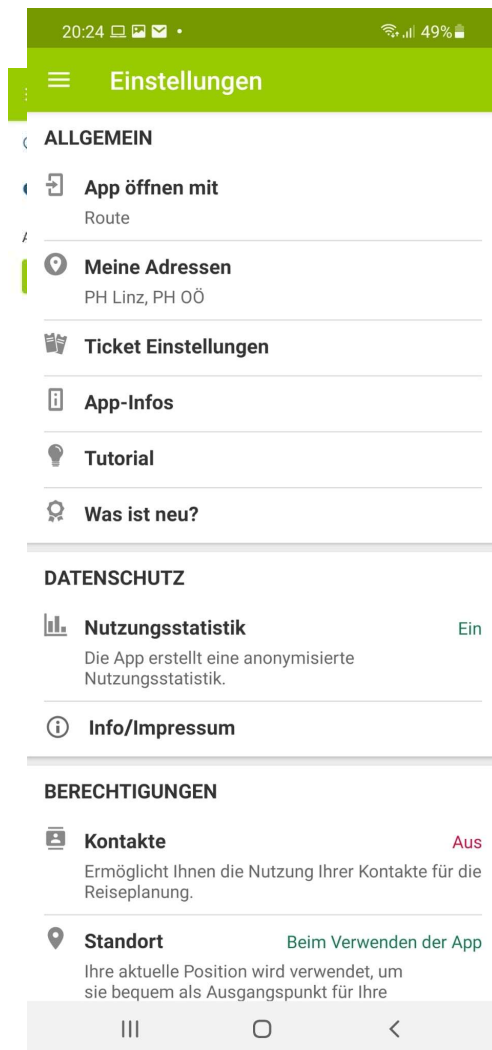 20:24
49%
Einstellungen
ALLGEMEIN
App öffnen mit
Route
Meine Adressen
PH Linz, PH OÖ
Ticket Einstellungen
App-Infos
Tutorial
Was ist neu?
DATENSCHUTZ
Nutzungsstatistik
Ein
Die App erstellt eine anonymisierte
Nutzungsstatistik.
Info/Impressum
BERECHTIGUNGEN
Kontakte
Aus
Ermöglicht Ihnen die Nutzung Ihrer Kontakte für die
Reiseplanung.
Standort
Beim Verwenden der App
Ihre aktuelle Position wird verwendet, um
sie bequem als Ausgangspunkt für Ihre